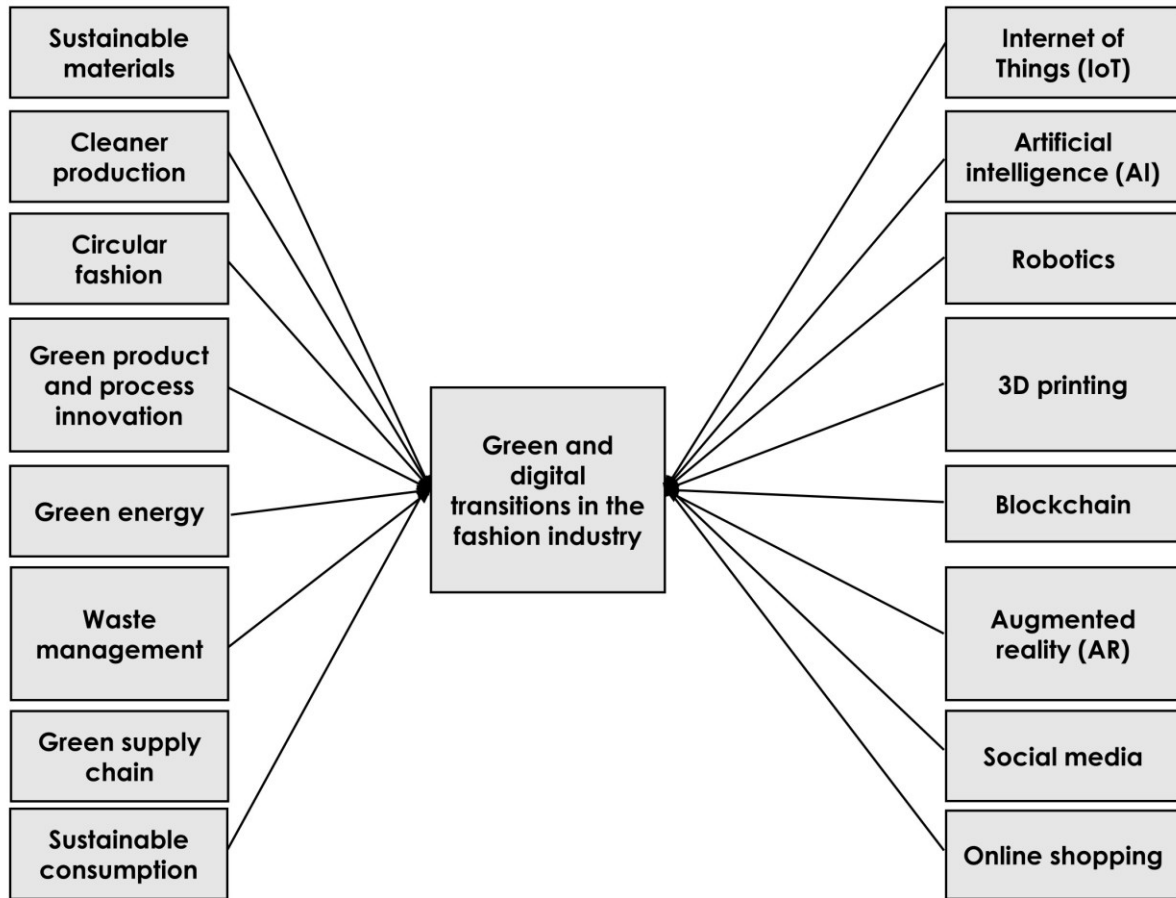 Sustainable
materials
Cleaner
production
Circular
fashion
Green product
and process
innovation
Green energy
Waste
management
Green supply
chain
Sustainable
consumption
Green and
digital
transitions in the
fashion industry
Internet of
Things (IoT)
Artificial
intelligence (AI)
Robotics
3D printing
Blockchain
Augmented
reality (AR)
Social media
Online shopping